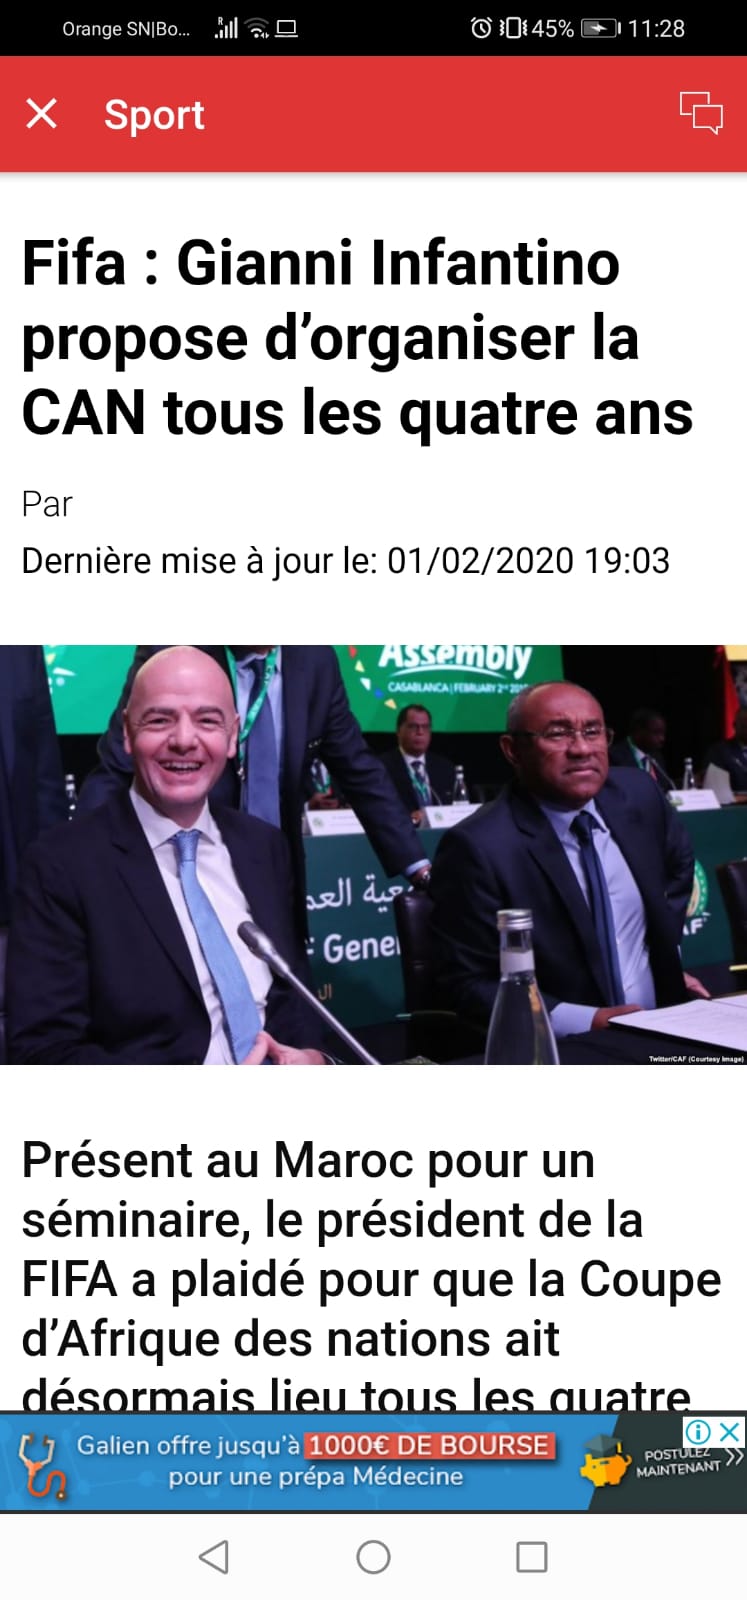 Orange SN|Bo... 45% 11:28
Sport
Fifa : Gianni Infantino
propose d’organiser la
CAN tous les quatre ans
Par
Dernière mise à jour le: 01/02/2020 19:03
Assembly
CASABLANCA | FEBRUARY 2ND
العم
: Gene
AF
Twitter/CAF (Courtesy Image)
Présent au Maroc pour un
séminaire, le président de la
FIFA a plaidé pour que la Coupe
d’Afrique des nations ait
désormais lieu tous les quatre
Galien offre jusqu’à 1000€ DE BOURSE
pour une prépa Médecine
POSTULEZ
MAINTENANT